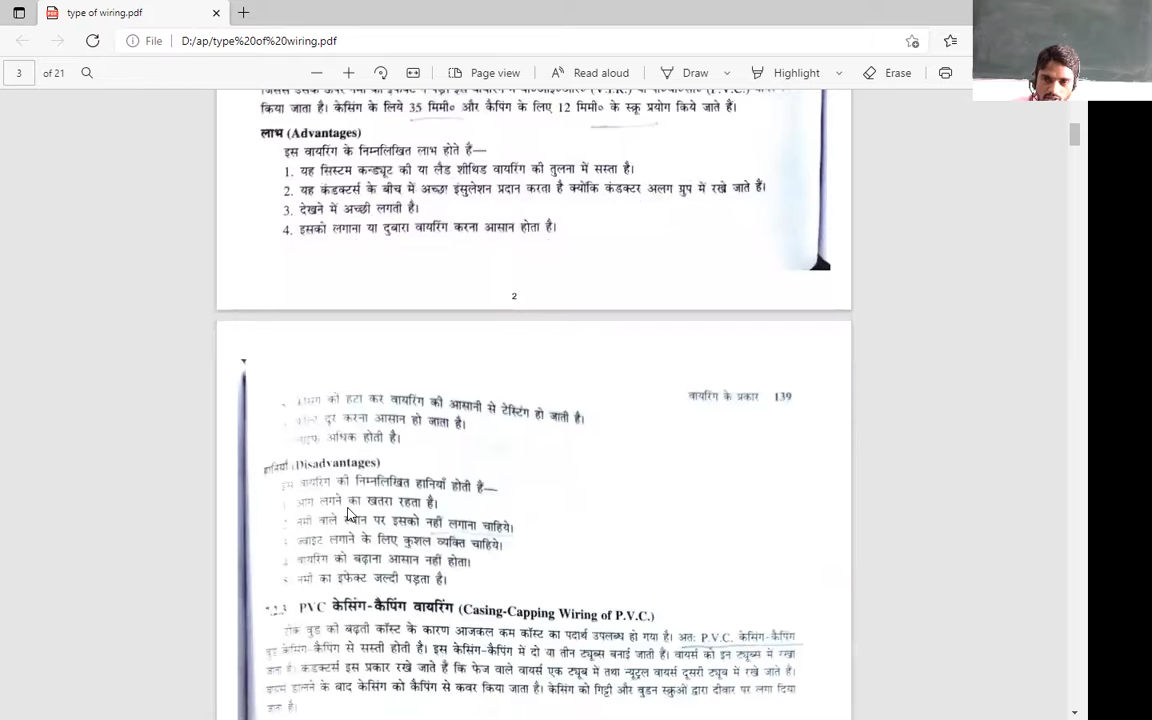 type of wiring.pdf
File D:/ap/type%20of%20wiring.pdf
3 of 21 Page view Read aloud Draw Highlight Erase
किया जाता है। केसिंग के लिये 35 मिमी० और कैपिंग के लिए 12 मिमी० के स्क्रू प्रयोग किये जाते हैं।
लाभ (Advantages)
इस वायरिंग के निम्नलिखित लाभ होते है—
1. यह सिस्टम कन्ड्यूट की या लैड शीथिड वायरिंग की तुलना में सस्ता है।
2. यह कंडक्टर्स के बीच में अच्छा इंसुलेशन प्रदान करता है क्योंकि कंडक्टर अलग ग्रुप में रखे जाते हैं।
3. देखने में अच्छी लगती है।
4. इसको लगाना या दुबारा वायरिंग करना आसान होता है।
2
वायरिंग के प्रकार 139
को हटा कर वायरिंग की आसानी से टेस्टिंग हो जाती है।
दूर करना आसान हो जाता है।
अधिक होती है।
हानियाँ (Disadvantages)
इस वायरिंग की निम्नलिखित हानियाँ होती है—
आग लगने का खतरा रहता है।
नमी वाले स्थान पर इसको नहीं लगाना चाहिये।
ज्वाइट लगाने के लिए कुशल व्यक्ति चाहिये।
वायरिंग को बढ़ाना आसान नहीं होता।
नमी का इफेक्ट जल्दी पड़ता है।
PVC केसिंग-कैपिंग वायरिंग (Casing-Capping Wiring of P.V.C.)
वुड की बढ़ती कॉस्ट के कारण आजकल कम कॉस्ट का पदार्थ उपलब्ध हो गया है। अतः P.V.C. केसिंग-कैपिंग
वुड केसिंग-कैपिंग से सस्ती होती है। इस केसिंग-कैपिंग में दो या तीन ट्यूब्स बनाई जाती हैं। वायर्स को इन ट्यूब्स में रखा
जाता है। कंडक्टर्स इस प्रकार रखे जाते हैं कि फेज वाले वायर्स एक ट्यूब में तथा न्यूट्रल वायर्स दूसरी ट्यूब में रखे जाते हैं।
डालने के बाद केसिंग को कैपिंग से कवर किया जाता है। केसिंग को गिट्टी और वुडन स्क्रुओं द्वारा दीवार पर लगा दिया
जाता है।